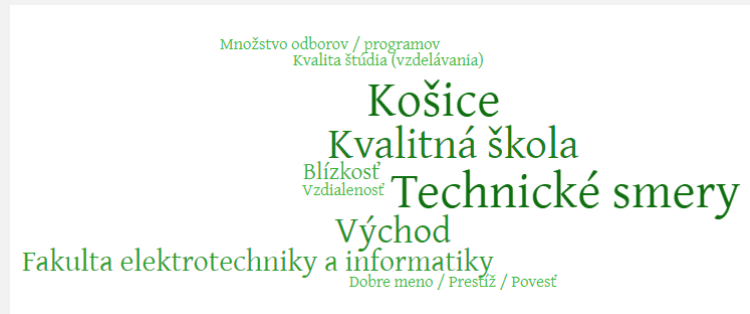 Množstvo odborov / programov
Kvalita štúdia (vzdelávania)
Košice
Kvalitná škola
Blízkosť
Vzdialenosť
Technické smery
Východ
Fakulta elektrotechniky a informatiky
Dobre meno / Prestíž / Povesť